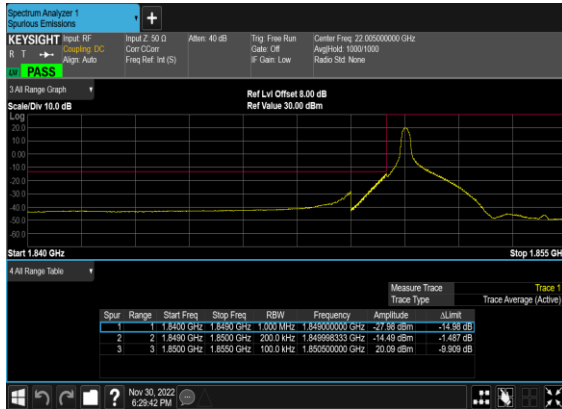 Spectrum Analyzer 1
Spurious Emissions
+
KEYSIGHT
R T
LU PASS
Input: RF
Coupling: DC
Align: Auto
Input Z: 50 Ω
Corr CCorr
Freq Ref: Int (S)
Atten: 40 dB
Trig: Free Run
Gate: Off
IF Gain: Low
Center Freq: 22.005000000 GHz
Avg|Hold: 1000/1000
Radio Std: None
3 All Range Graph
Scale/Div 10.0 dB
Ref Lvl Offset 8.00 dB
Ref Value 30.00 dBm
Log
20.0
10.0
0.00
-10.0
-20.0
-30.0
-40.0
-50.0
-60.0
Start 1.840 GHz
Stop 1.855 GH
4 All Range Table
Measure Trace Trace 1
Trace Type Trace Average (Active)
Spur Range Start Freq Stop Freq RBW Frequency Amplitude ΔLimit
1 1 1.8400 GHz 1.8490 GHz 1.000 MHz 1.849000000 GHz -27.98 dBm -14.98 dB
2 2 1.8490 GHz 1.8500 GHz 200.0 kHz 1.849998333 GHz -14.49 dBm -1.487 dB
3 3 1.8500 GHz 1.8550 GHz 100.0 kHz 1.850500000 GHz 20.09 dBm -9.909 dB
?
Nov 30, 2022
6:29:42 PM